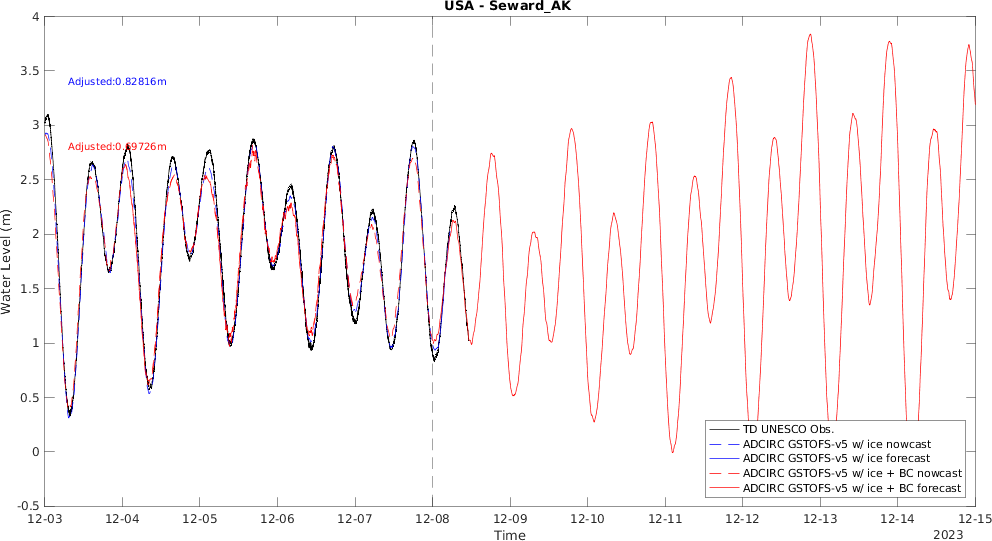 USA - Seward_AK
4
3.5
3
2.5
2
1.5
1
0.5
0
-0.5
Water Level (m)
Adjusted:0.82816m
Adjusted:0.69726m
TD UNESCO Obs.
ADCIRC GSTOFS-v5 w/ ice nowcast
ADCIRC GSTOFS-v5 w/ ice forecast
ADCIRC GSTOFS-v5 w/ ice + BC nowcast
ADCIRC GSTOFS-v5 w/ ice + BC forecast
12-03 12-04 12-05 12-06 12-07 12-08 12-09 12-10 12-11 12-12 12-13 12-14 12-15
Time
2023